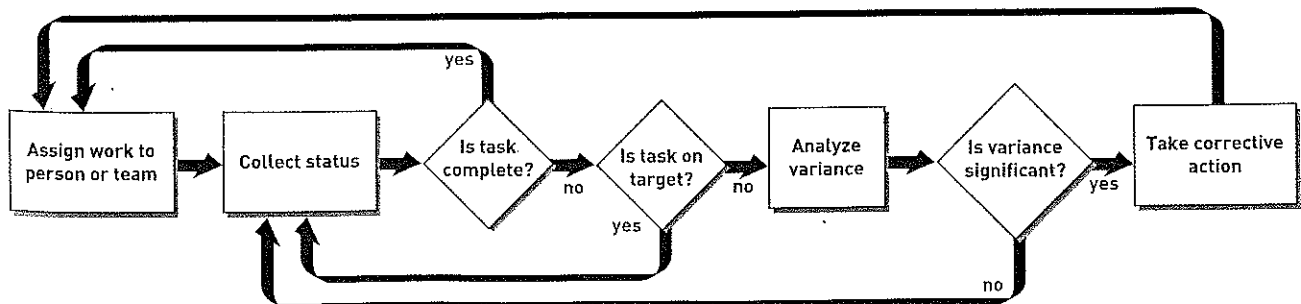 yes
Assign work to
person or team
Collect status
Is task
complete?
no
Is task on
target?
no
yes
Analyze
variance
Is variance
significant?
yes
no
Take corrective
action